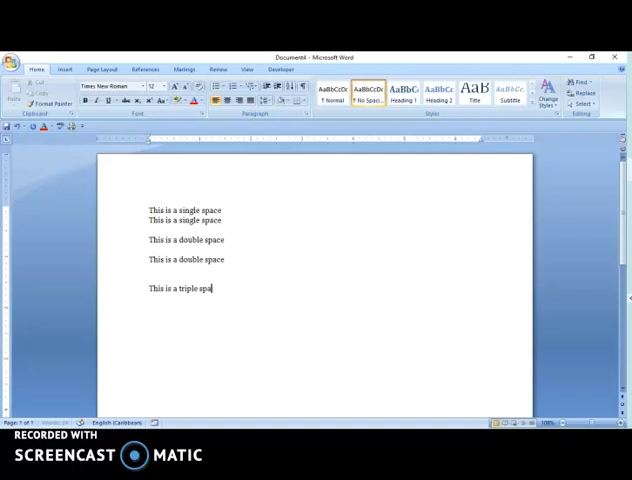 Document4 - Microsoft Word
Home Insert Page Layout References Mailings Review View Developer
Cut
Copy
Paste Format Painter
Times New Roman 12
AaBbCcDc AaBbCcDc AaBbCc AaBbCc AaB AaBbCc.
¶ Normal ¶ No Spaci... Heading 1 Heading 2 Title Subtitle
Change Styles
Find
Replace
Select
Clipboard Font Paragraph Styles Editing
This is a single space
This is a single space
This is a double space
This is a double space
This is a triple spa
Page: 1 of 1 English (Caribbean) 100%
RECORDED WITH
SCREENCAST MATIC